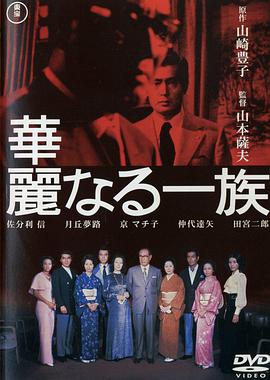 東宝
原作
山崎豊子
監督
山本薩夫
華麗なる一族
佐分利 信
月丘夢路
京 マチ子
仲代達矢
田宮二郎
DVD
VIDEO